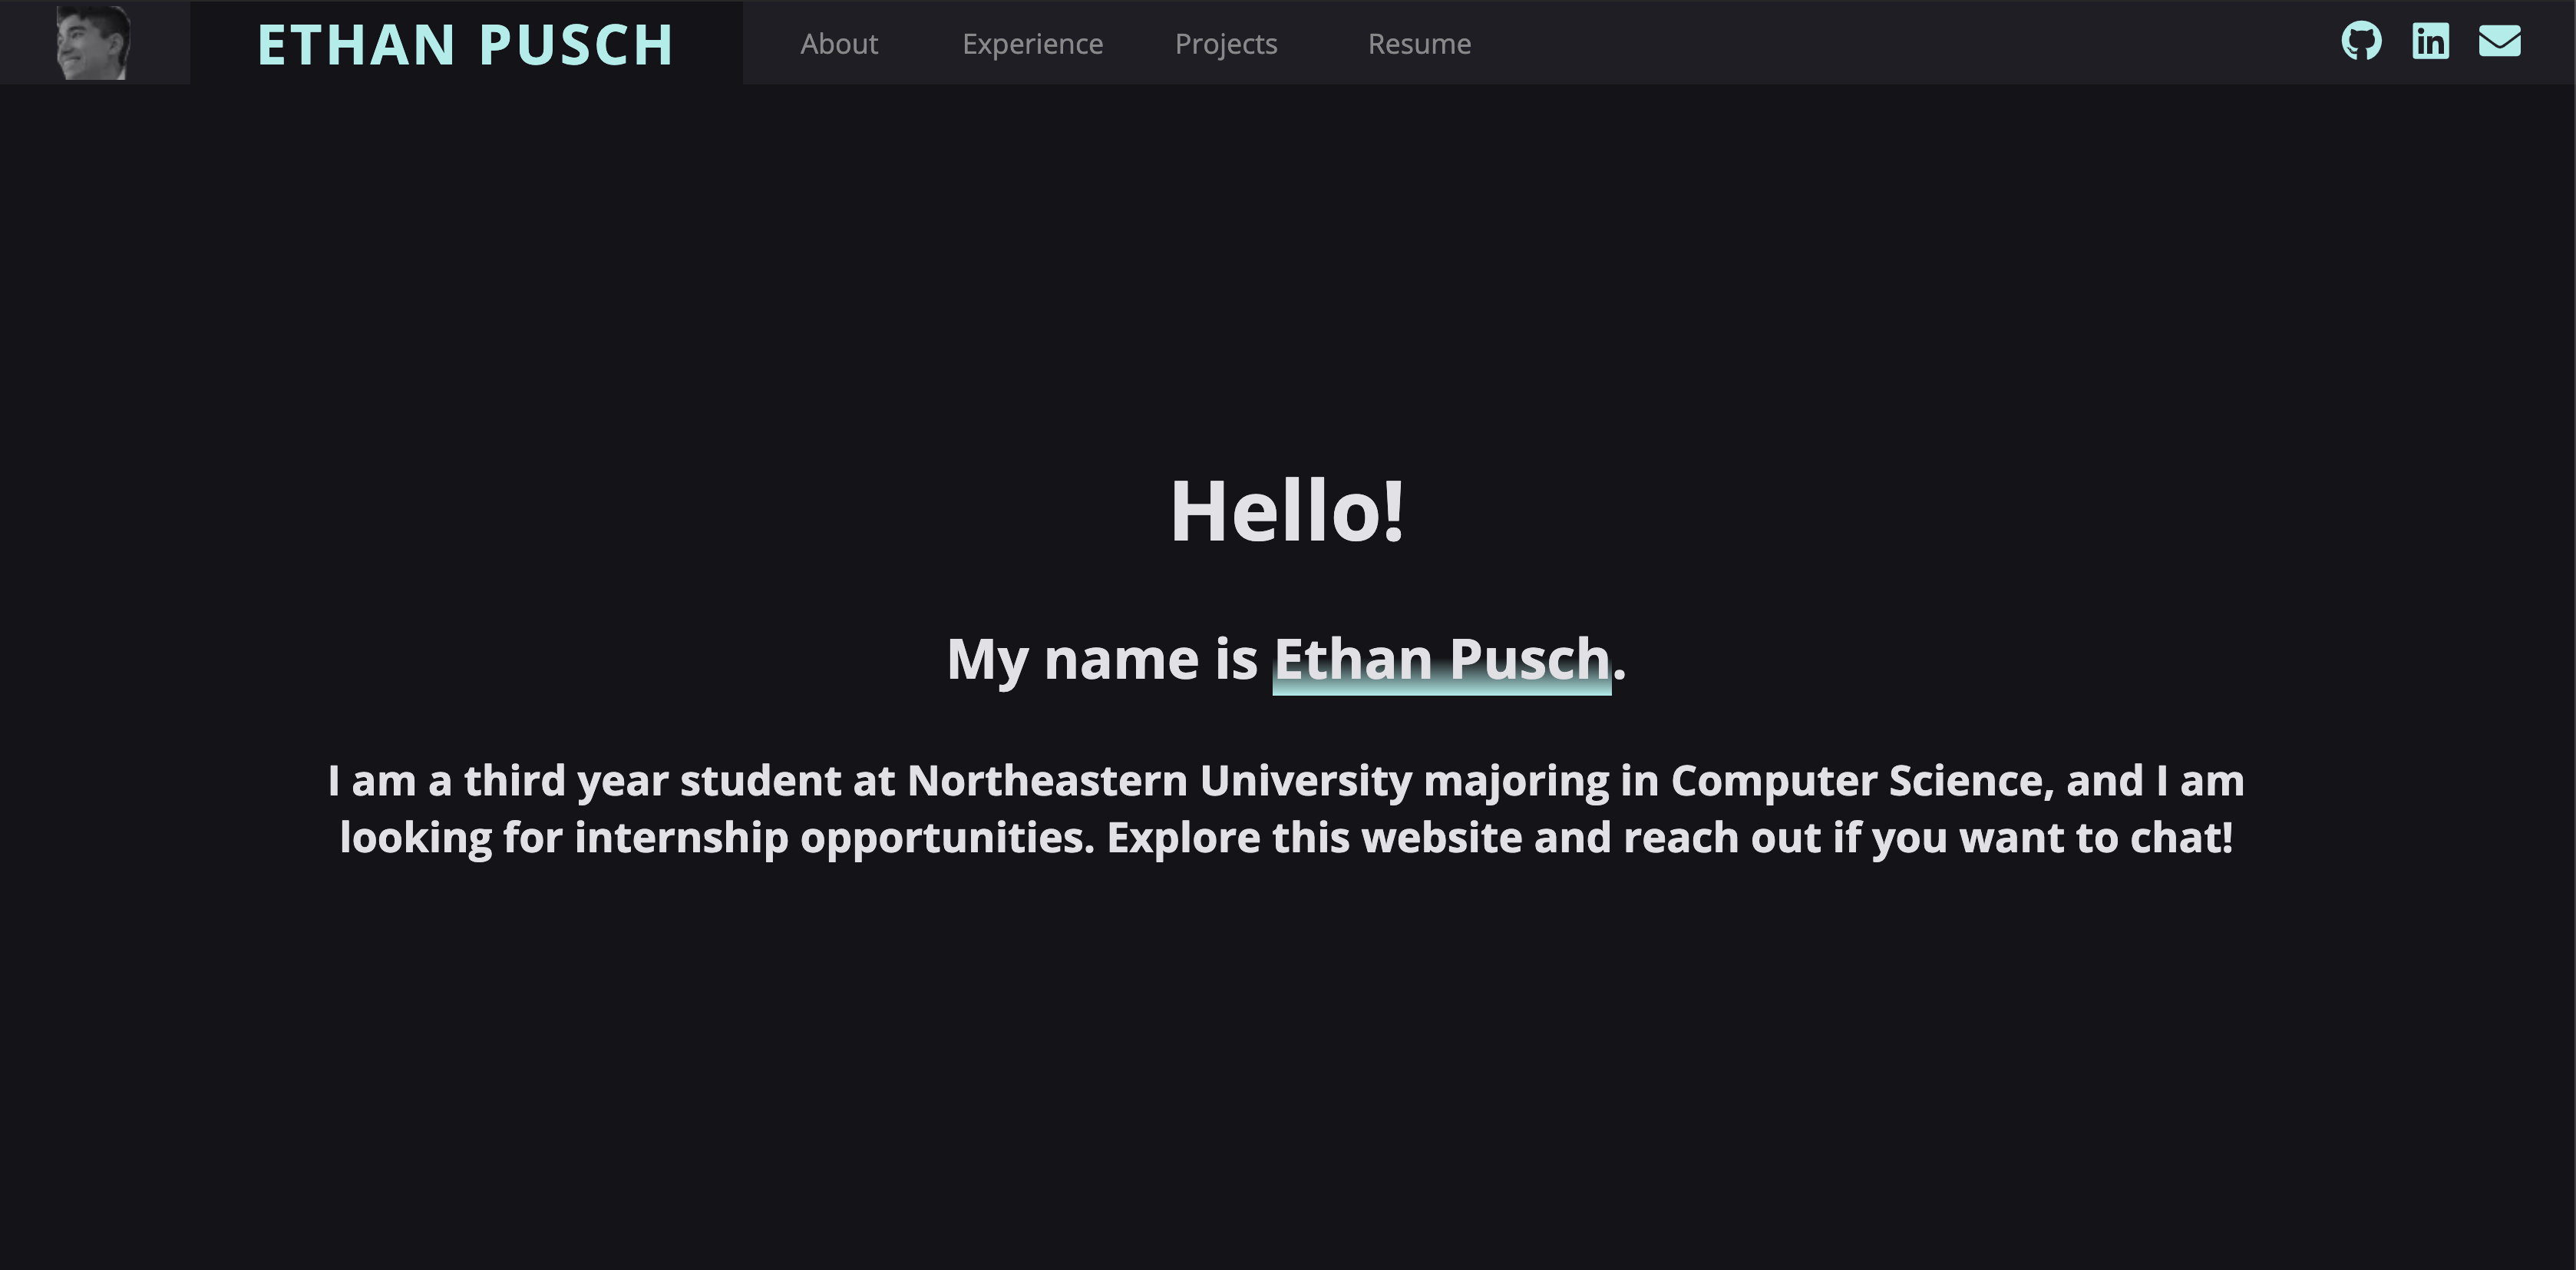 ETHAN PUSCH
About
Experience
Projects
Resume
in
Hello!
My name is Ethan Pusch.
I am a third year student at Northeastern University majoring in Computer Science, and I am
looking for internship opportunities. Explore this website and reach out if you want to chat!